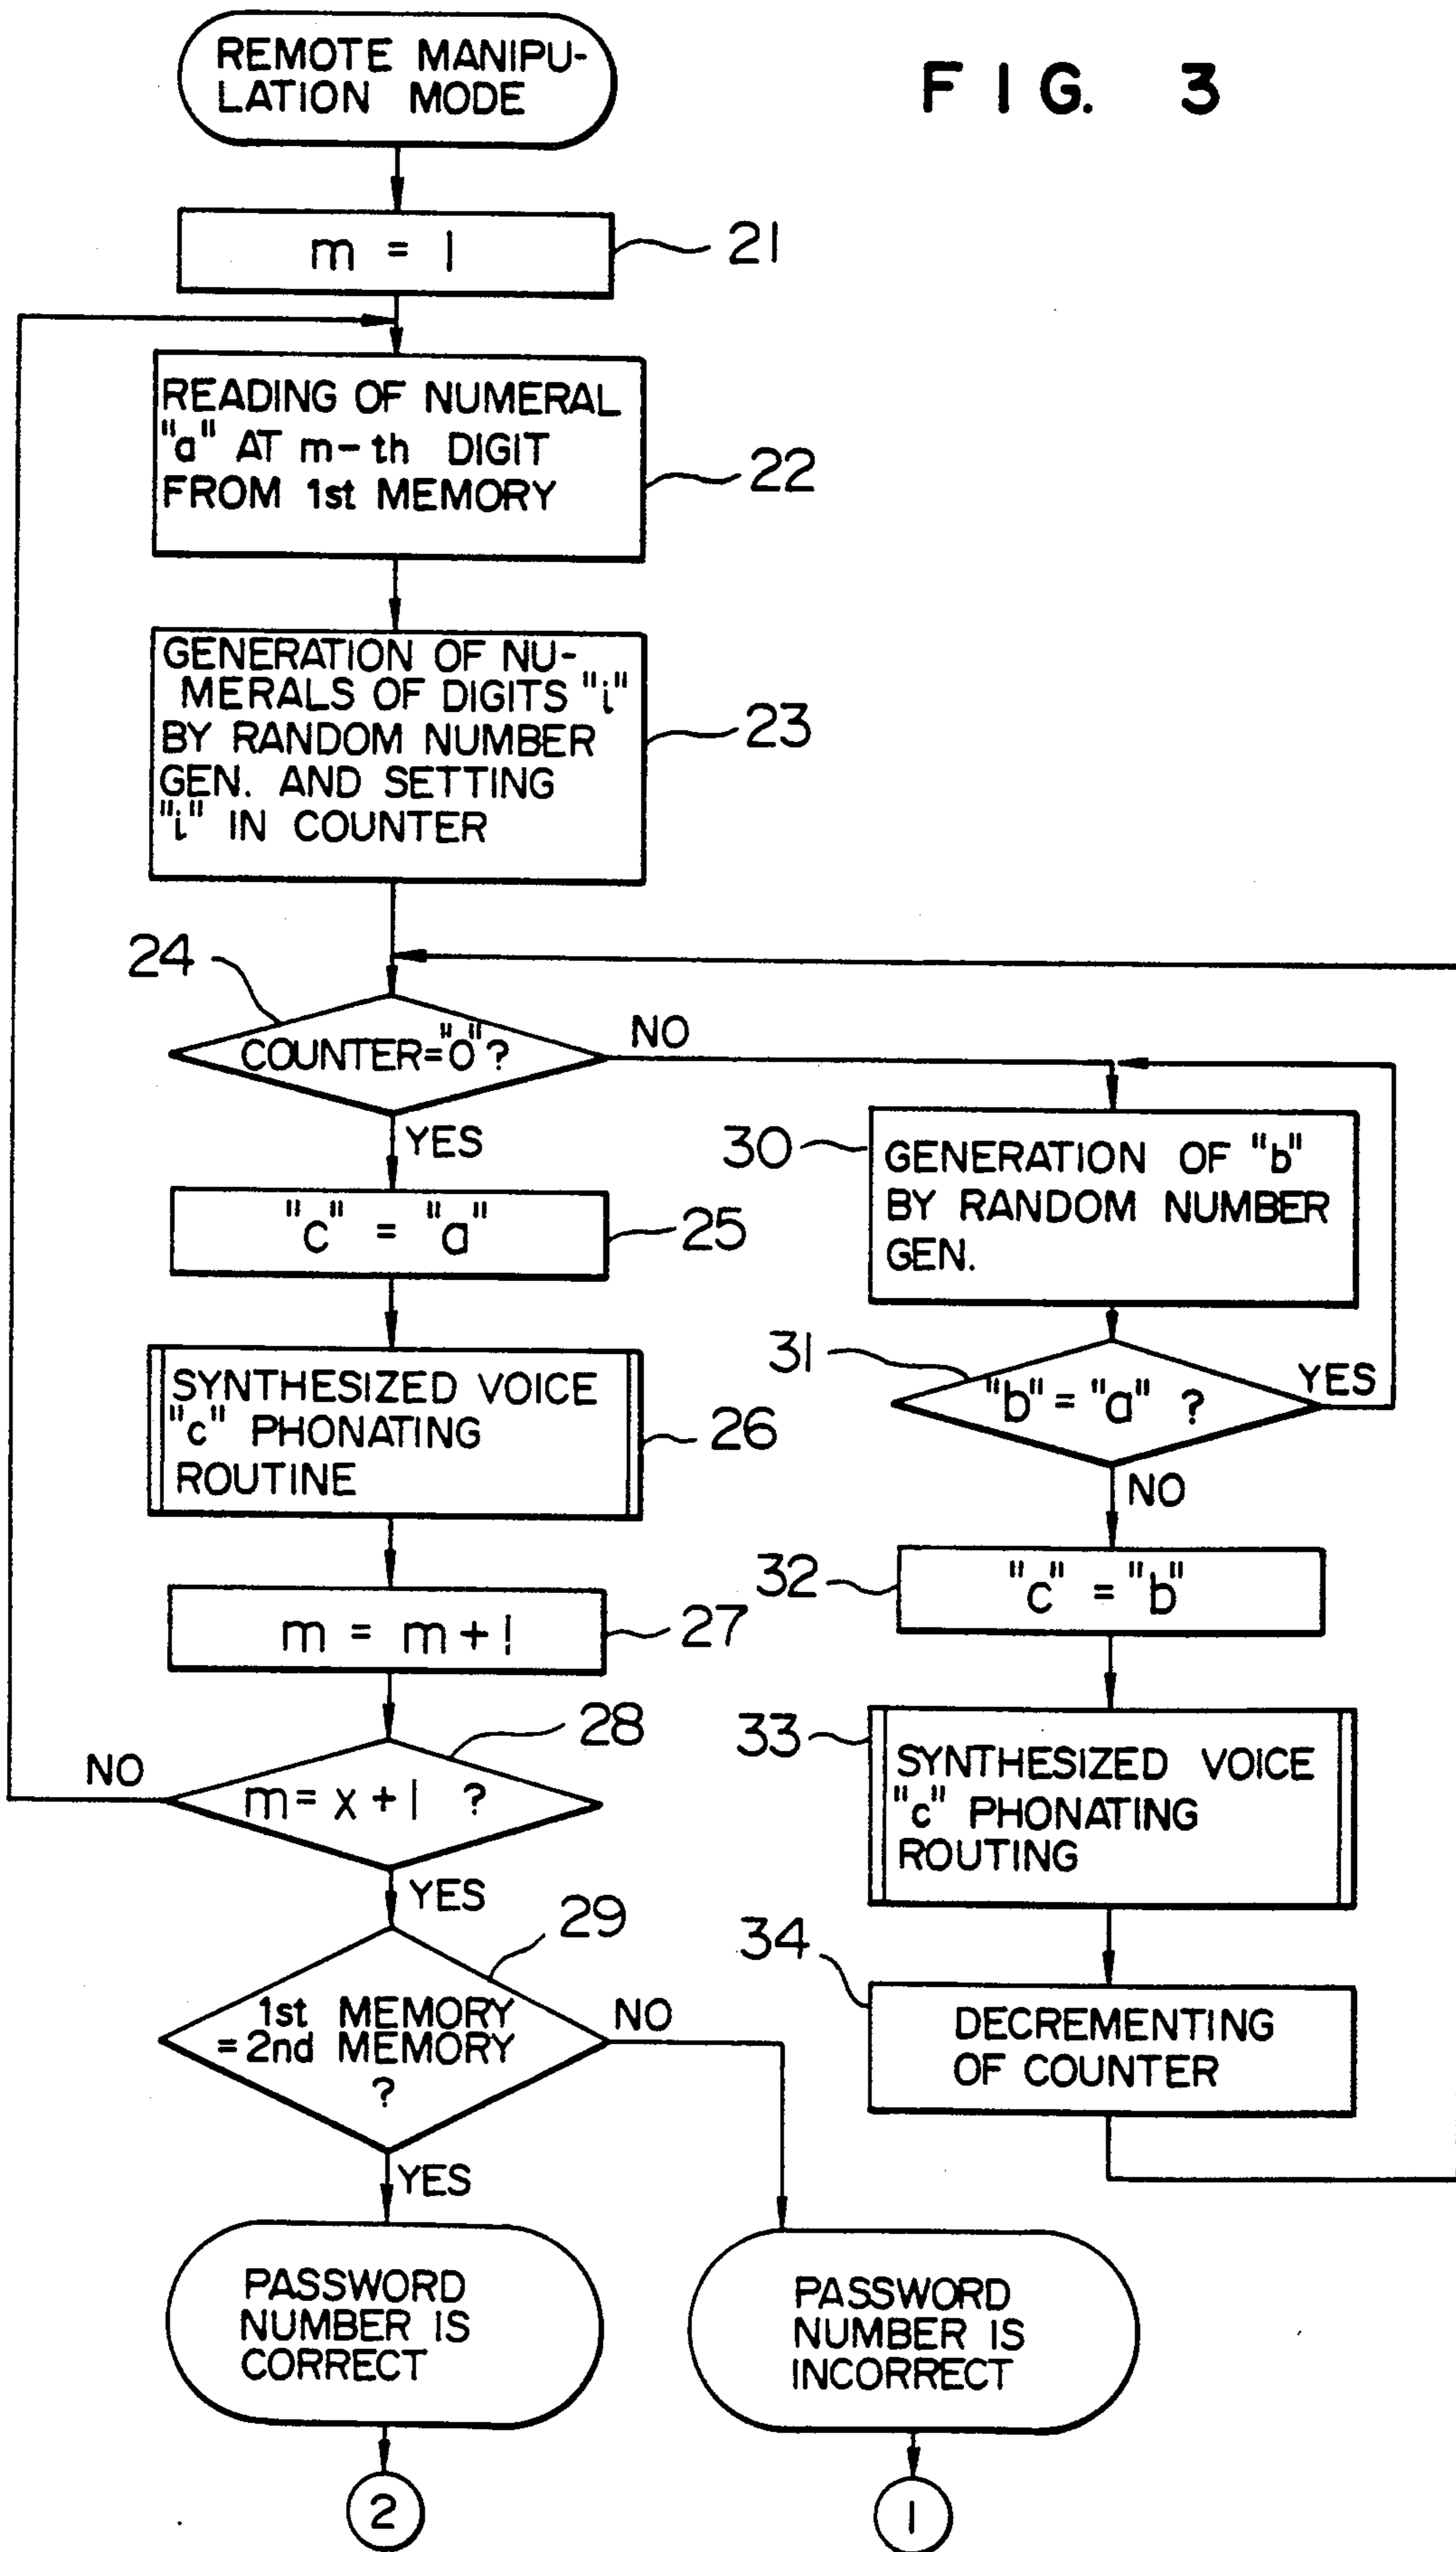 FIG. 3
REMOTE MANIPU-
LATION MODE
m = 1
21
READING OF NUMERAL
"a" AT m-th DIGIT
FROM 1st MEMORY
22
GENERATION OF NU-
MERALS OF DIGITS "i"
BY RANDOM NUMBER
GEN. AND SETTING
"i" IN COUNTER
23
24
COUNTER="0"?
NO
YES
"c" = "a"
25
SYNTHESIZED VOICE
"c" PHONATING
ROUTINE
26
m = m+1
27
28
m = x+1 ?
NO
YES
29
1st MEMORY
=2nd MEMORY
?
NO
YES
PASSWORD
NUMBER IS
CORRECT
2
30
GENERATION OF "b"
BY RANDOM NUMBER
GEN.
31
"b" = "a" ?
YES
NO
32
"c" = "b"
33
SYNTHESIZED VOICE
"c" PHONATING
ROUTING
34
DECREMENTING
OF COUNTER
PASSWORD
NUMBER IS
INCORRECT
1